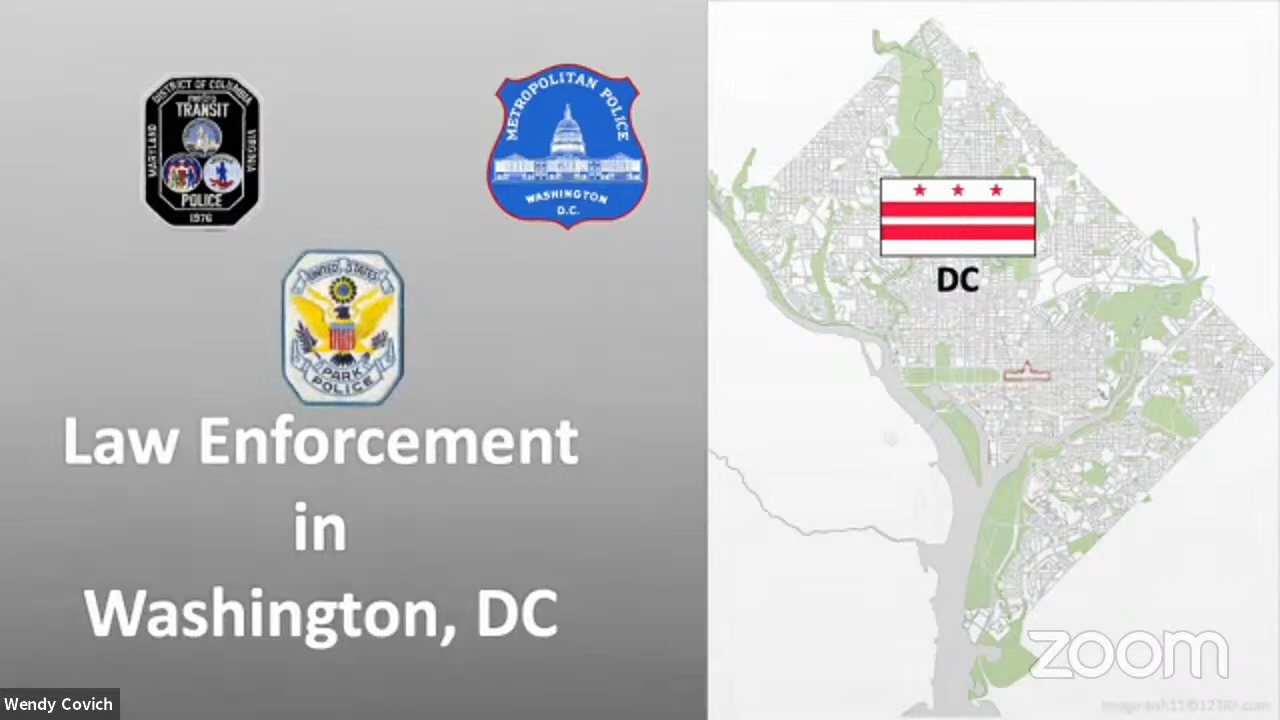 DISTRICT OF COLUMBIA
TRANSIT
MARYLAND
VIRGINIA
POLICE
1976
METROPOLITAN POLICE
WASHINGTON
D.C.
UNITED STATES
PARK
POLICE
Law Enforcement
in
Washington, DC
DC
zoom
Wendy Covich